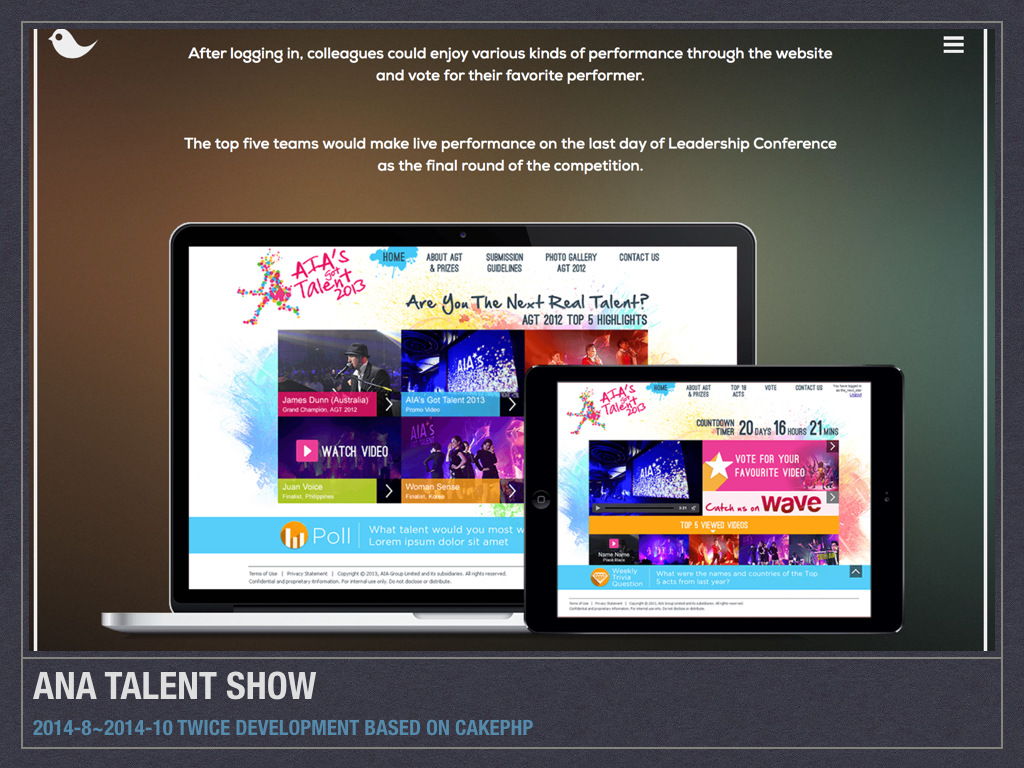 After logging in, colleagues could enjoy various kinds of performance through the website
and vote for their favorite performer.
The top five teams would make live performance on the last day of Leadership Conference
as the final round of the competition.
AIA'S
got
Talent
2013
HOME
ABOUT AGT
& PRIZES
SUBMISSION
GUIDELINES
PHOTO GALLERY
AGT 2012
CONTACT US
Are You The Next Real Talent?
AGT 2012 TOP 5 HIGHLIGHTS
James Dunn (Australia)
Grand Champion, AGT 2012
AIA's Got Talent 2013
Promo Video
WATCH VIDEO
Juan Voice
Finalist, Philippines
Woman Sense
Finalist, Korea
Poll
What talent would you most w
Lorem ipsum dolor sit amet
Terms of Use | Privacy Statement | Copyright © 2013, AIA Group Limited and its subsidiaries. All rights reserved.
Confidential and proprietary information. For internal use only. Do not disclose or distribute.
AIA'S
got
Talent
2013
HOME
ABOUT AGT
& PRIZES
TOP 18
ACTS
VOTE
CONTACT US
You have logged in
Logout
COUNTDOWN
TIMER
20 DAYS 16 HOURS 21 MINS
VOTE FOR YOUR
FAVOURITE VIDEO
Catch us on wave
TOP 5 VIEWED VIDEOS
Name Name
Place Place
Weekly
Trivia
Question
What were the names and countries of the Top
5 acts from last year?
Terms of Use | Privacy Statement | Copyright © 2013, AIA Group Limited and its subsidiaries. All rights reserved.
Confidential and proprietary information. For internal use only. Do not disclose or distribute.
ANA TALENT SHOW
2014-8~2014-10 TWICE DEVELOPMENT BASED ON CAKEPHP